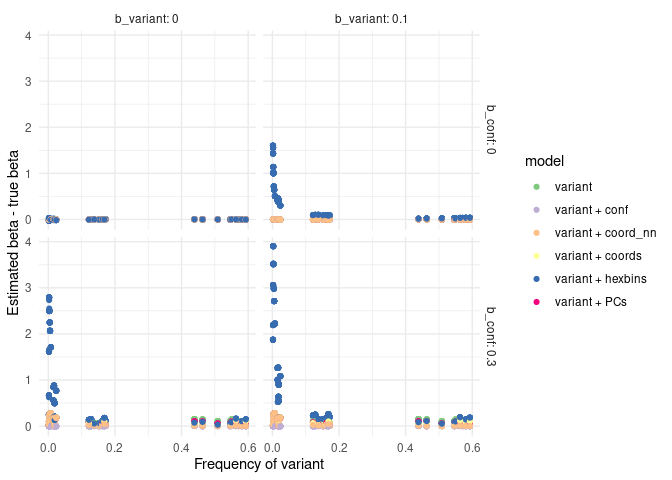 b_variant: 0
b_variant: 0.1
4
3
2
1
0
b_conf: 0
4
3
2
1
0
b_conf: 0.3
0.0
0.2
0.4
0.6
0.0
0.2
0.4
0.6
Frequency of variant
Estimated beta - true beta
model
variant
variant + conf
variant + coord_nn
variant + coords
variant + hexbins
variant + PCs